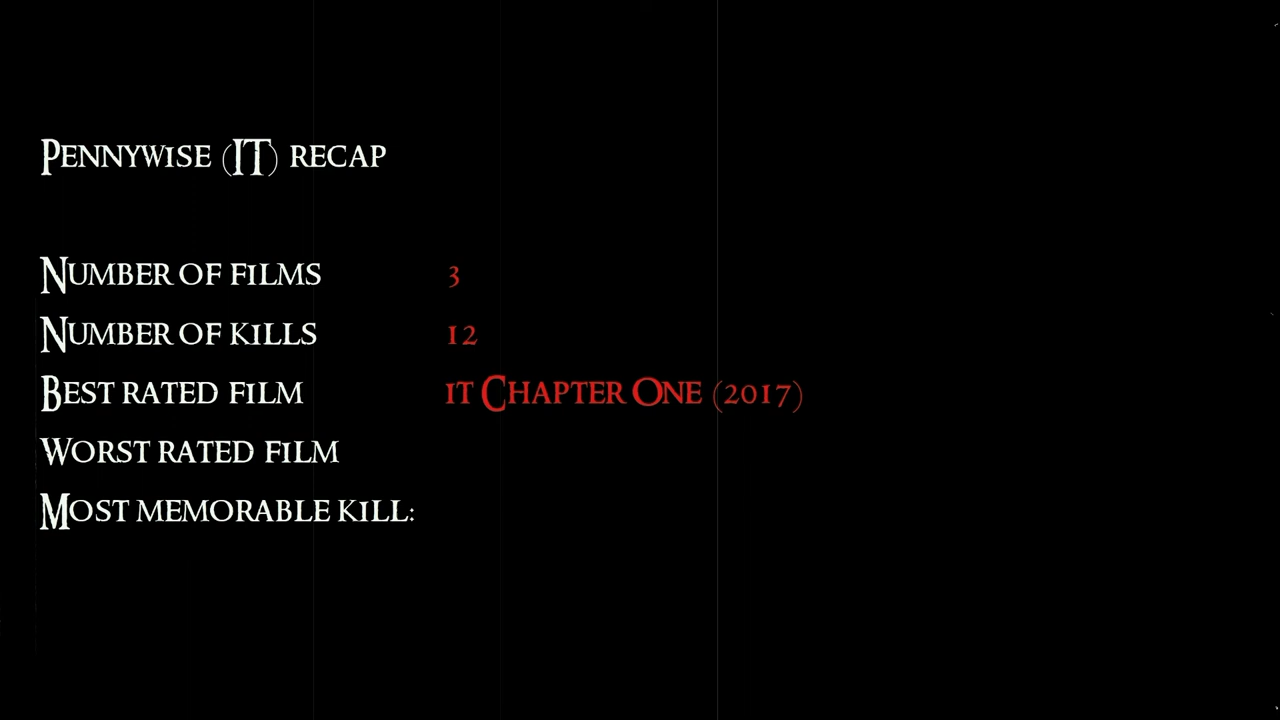 Pennywise (IT) recap
Number of films 3
Number of kills 12
Best rated film it Chapter One (2017)
Worst rated film
Most memorable kill: